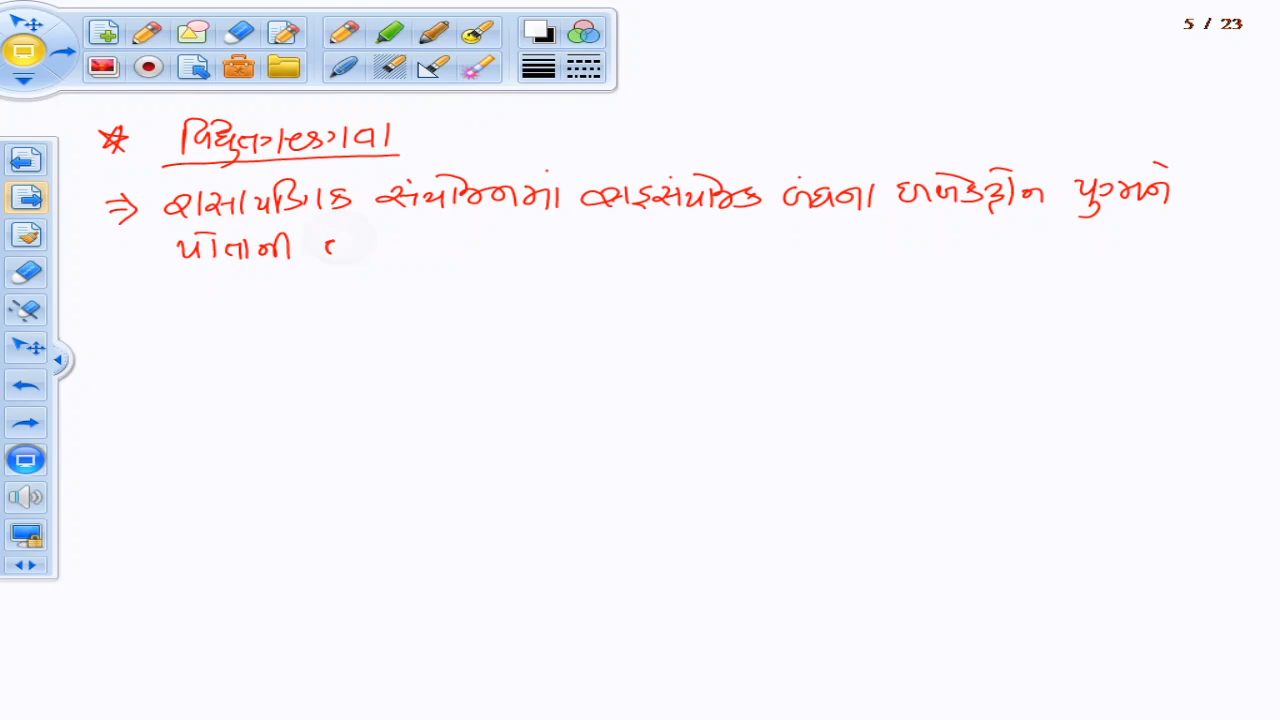 5 / 23
* વિદ્યુતઋણતા
⇒ રાસાયણિક સંયોજનમાં સહસંયોજક બંધના ઇલેક્ટ્રોન યુગ્મને
પોતાની